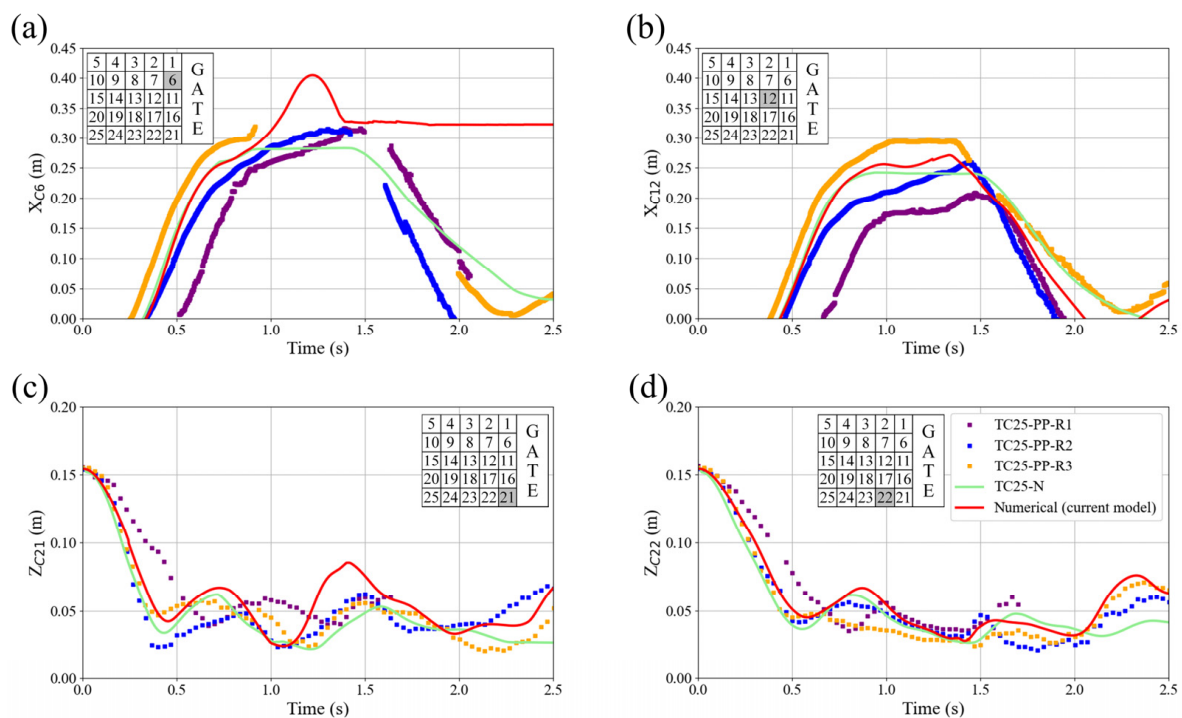 (a)
0.45
0.40
0.35
0.30
0.25
0.20
0.15
0.10
0.05
0.00
X_C6 (m)
5 4 3 2 1
10 9 8 7 6
15 14 13 12 11
20 19 18 17 16
25 24 23 22 21
G
A
T
E
0.0 0.5 1.0 1.5 2.0 2.5
Time (s)
(b)
0.45
0.40
0.35
0.30
0.25
0.20
0.15
0.10
0.05
0.00
X_C12 (m)
5 4 3 2 1
10 9 8 7 6
15 14 13 12 11
20 19 18 17 16
25 24 23 22 21
G
A
T
E
0.0 0.5 1.0 1.5 2.0 2.5
Time (s)
(c)
0.20
0.15
0.10
0.05
0.00
Z_C21 (m)
5 4 3 2 1
10 9 8 7 6
15 14 13 12 11
20 19 18 17 16
25 24 23 22 21
G
A
T
E
0.0 0.5 1.0 1.5 2.0 2.5
Time (s)
(d)
0.20
0.15
0.10
0.05
0.00
Z_C22 (m)
5 4 3 2 1
10 9 8 7 6
15 14 13 12 11
20 19 18 17 16
25 24 23 22 21
G
A
T
E
TC25-PP-R1
TC25-PP-R2
TC25-PP-R3
TC25-N
Numerical (current model)
0.0 0.5 1.0 1.5 2.0 2.5
Time (s)